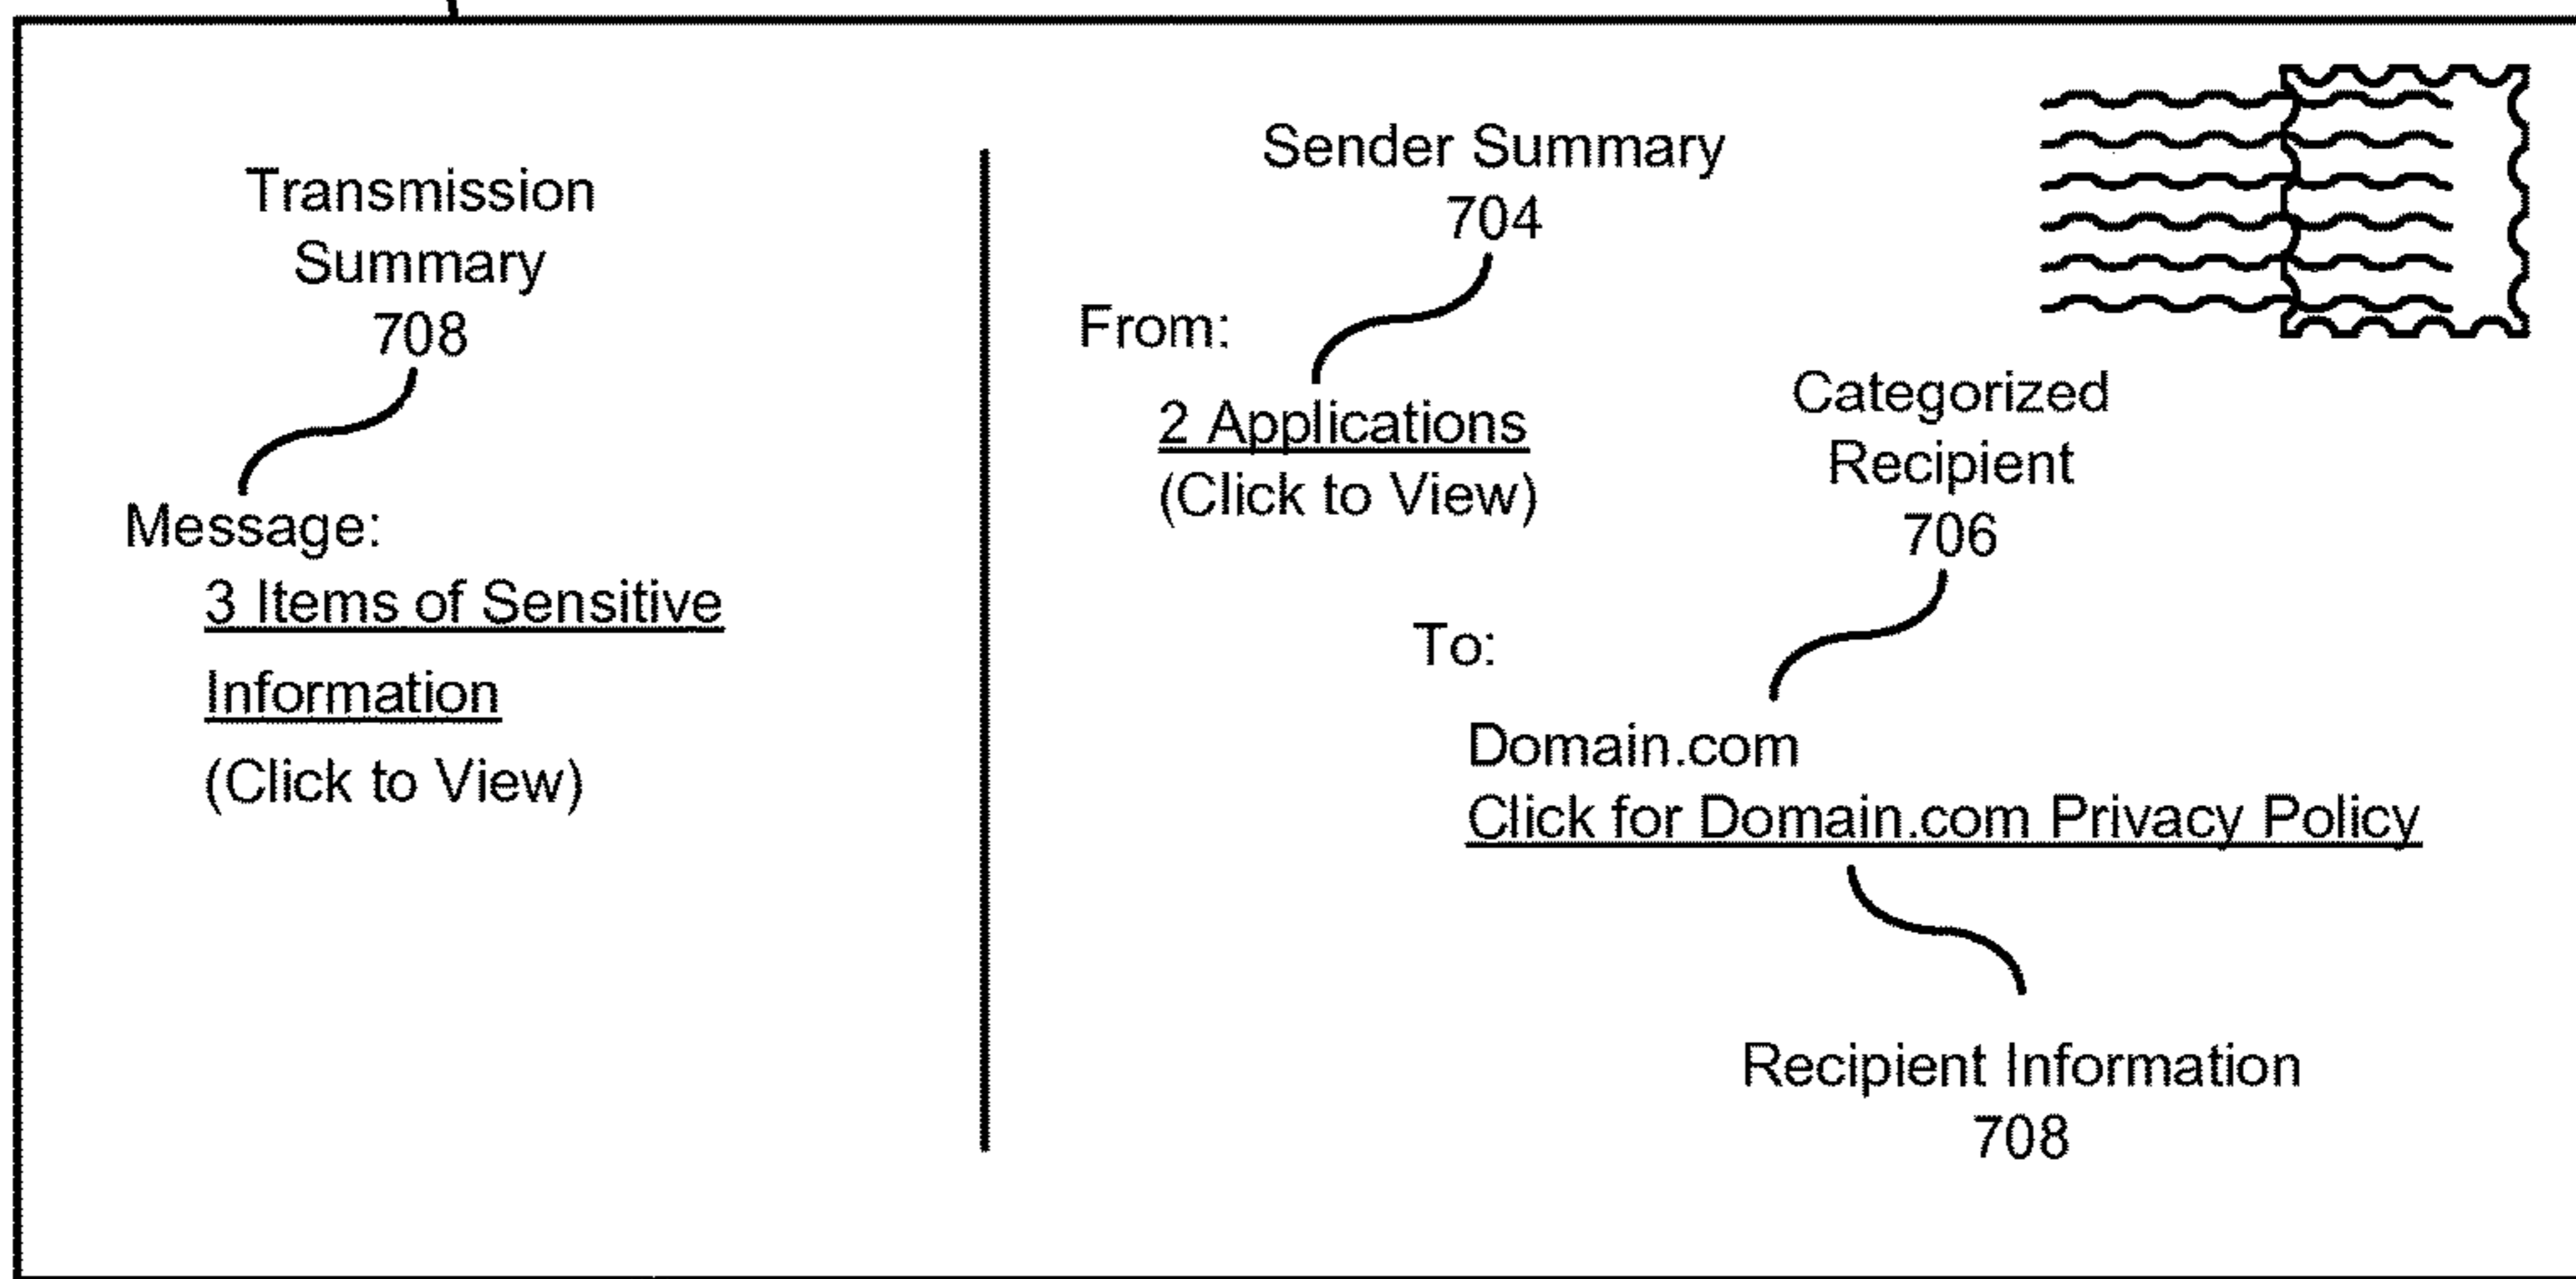 Transmission
Summary
708
Message:
3 Items of Sensitive
Information
(Click to View)
Sender Summary
704
From:
2 Applications
(Click to View)
Categorized
Recipient
706
To:
Domain.com
Click for Domain.com Privacy Policy
Recipient Information
708